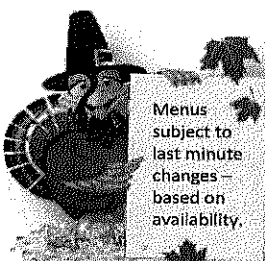 Menus
subject to
last minute
changes –
based on
availability.